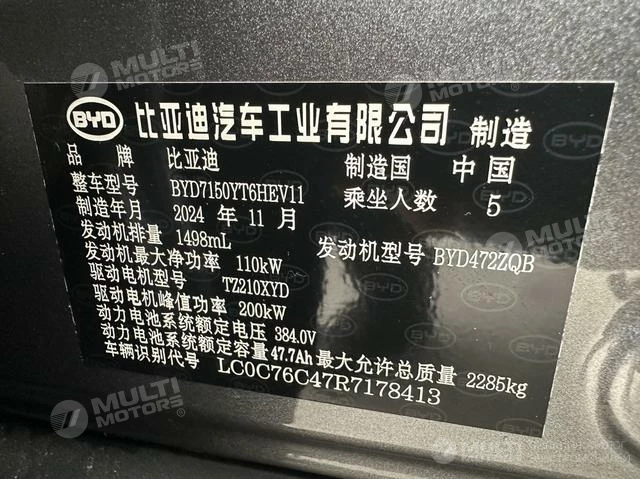 MULTI MOTORS
MULTI MOTORS
BYD 比亚迪汽车工业有限公司 制造
品牌 比亚迪 制造国 中国
整车型号 BYD7150YT6HEV11 乘坐人数 5
制造年月 2024 年 11 月
发动机排量 1498mL 发动机型号 BYD472ZQB
发动机最大净功率 110kW
驱动电机型号 TZ210XYD
驱动电机峰值功率 200kW
动力电池系统额定电压 384.0V
动力电池系统额定容量 47.7Ah 最大允许总质量 2285kg
车辆识别代号 LC0C76C47R7178413
MULTI MOTORS
MULTI MOTORS